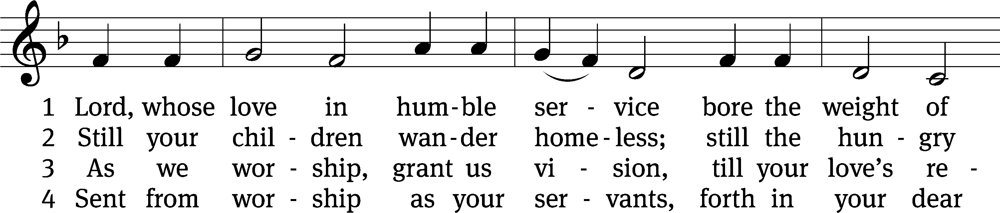 1 Lord, whose love in hum - ble ser - vice bore the weight of
2 Still your chil - dren wan - der home - less; still the hun - gry
3 As we wor - ship, grant us vi - sion, till your love’s re -
4 Sent from wor - ship as your ser - vants, forth in your dear